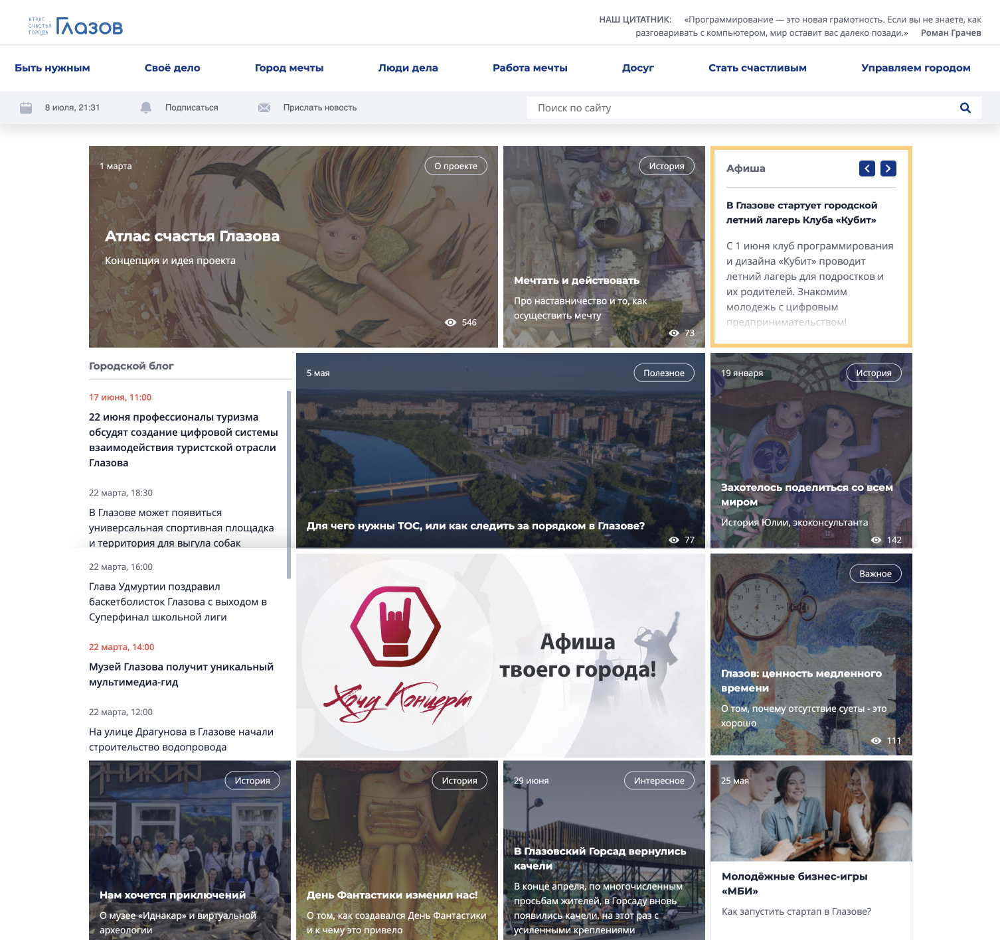 АТЛАС
СЧАСТЬЯ
ГОРОДА
Глазов
НАШ ЦИТАТНИК: «Программирование — это новая грамотность. Если вы не знаете, как
разговаривать с компьютером, мир оставит вас далеко позади.» Роман Грачев
Быть нужным Своё дело Город мечты Люди дела Работа мечты Досуг Стать счастливым Управляем городом
8 июля, 21:31 Подписаться Прислать новость Поиск по сайту
1 марта О проекте
Атлас счастья Глазова
Концепция и идея проекта
546
История
Мечтать и действовать
Про наставничество и то, как
осуществить мечту
73
Афиша
В Глазове стартует городской
летний лагерь Клуба «Кубит»
С 1 июня клуб программирования
и дизайна «Кубит» проводит
летний лагерь для подростков и
их родителей. Знакомим
молодежь с цифровым
предпринимательством!
Городской блог
17 июня, 11:00
22 июня профессионалы туризма
обсудят создание цифровой системы
взаимодействия туристской отрасли
Глазова
22 марта, 18:30
В Глазове может появиться
универсальная спортивная площадка
и территория для выгула собак
22 марта, 16:00
Глава Удмуртии поздравил
баскетболисток Глазова с выходом в
Суперфинал школьной лиги
22 марта, 14:00
Музей Глазова получит уникальный
мультимедиа-гид
22 марта, 12:00
На улице Драгунова в Глазове начали
строительство водопровода
5 мая Полезное
Для чего нужны ТОС, или как следить за порядком в Глазове?
77
19 января История
Захотелось поделиться со всем
миром
История Юлии, экоконсультанта
142
Хочу Концерт
Афиша
твоего города!
Важное
Глазов: ценность медленного
времени
О том, почему отсутствие суеты - это
хорошо
111
История
Нам хочется приключений
О музее «Иднакар» и виртуальной
археологии
История
День Фантастики изменил нас!
О том, как создавался День Фантастики
и к чему это привело
29 июня Интересное
В Глазовский Горсад вернулись
качели
В конце апреля, по многочисленным
просьбам жителей, в Горсаду вновь
появились качели, на этот раз с
усиленными креплениями
25 мая
Молодёжные бизнес-игры
«МБИ»
Как запустить стартап в Глазове?